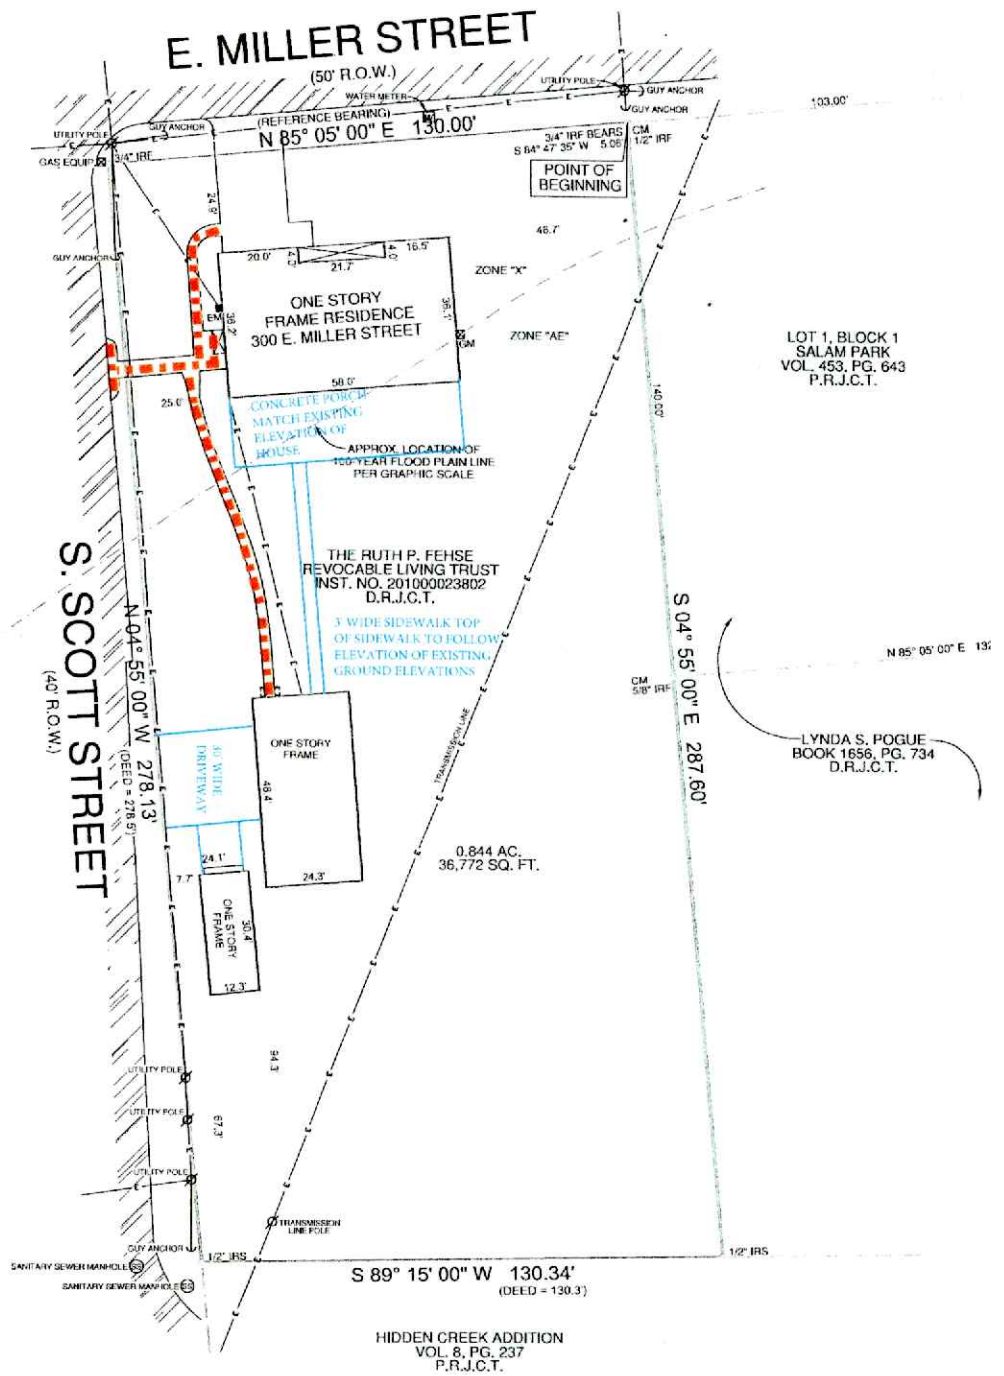 E. MILLER STREET
(50' R.O.W.)
UTILITY POLE
GUY ANCHOR
GUY ANCHOR
WATER METER
(REFERENCE BEARING)
N 85° 05' 00" E 130.00'
GUY ANCHOR
UTILITY POLE
GAS EQUIP.
3/4" IRF
103.00'
3/4" IRF BEARS
S 84° 47' 35" W 5.06'
CM
1/2" IRF
POINT OF
BEGINNING
24.9'
46.7'
GUY ANCHOR
20.0'
4.0'
21.7'
4.0'
16.5'
ZONE "X"
ONE STORY
FRAME RESIDENCE
300 E. MILLER STREET
EM
36.2'
36.1'
GM
ZONE "AE"
LOT 1, BLOCK 1
SALAM PARK
VOL. 453, PG. 643
P.R.J.C.T.
58.0'
25.0'
140.00'
CONCRETE PORCH
MATCH EXISTING
ELEVATION OF
HOUSE
APPROX. LOCATION OF
100-YEAR FLOOD PLAIN LINE
PER GRAPHIC SCALE
THE RUTH P. FEHSE
REVOCABLE LIVING TRUST
INST. NO. 201000023802
D.R.J.C.T.
3' WIDE SIDEWALK TOP
OF SIDEWALK TO FOLLOW
ELEVATION OF EXISTING
GROUND ELEVATIONS
S. SCOTT STREET
(40' R.O.W.)
N 04° 55' 00" W 278.13'
(DEED = 278.5')
S 04° 55' 00" E 287.60'
N 85° 05' 00" E 132
CM
5/8" IRF
LYNDA S. POGUE
BOOK 1656, PG. 734
D.R.J.C.T.
TRANSMISSION LINE
ONE STORY
FRAME
48.4'
24.3'
30' WIDE
DRIVEWAY
0.844 AC.
36,772 SQ. FT.
24.1'
7.7'
ONE STORY
FRAME
30.4'
12.3'
94.3'
67.3'
UTILITY POLE
UTILITY POLE
UTILITY POLE
TRANSMISSION
LINE POLE
GUY ANCHOR
1/2" IRS
1/2" IRS
SANITARY SEWER MANHOLE SS
SANITARY SEWER MANHOLE SS
S 89° 15' 00" W 130.34'
(DEED = 130.3')
HIDDEN CREEK ADDITION
VOL. 8, PG. 237
P.R.J.C.T.